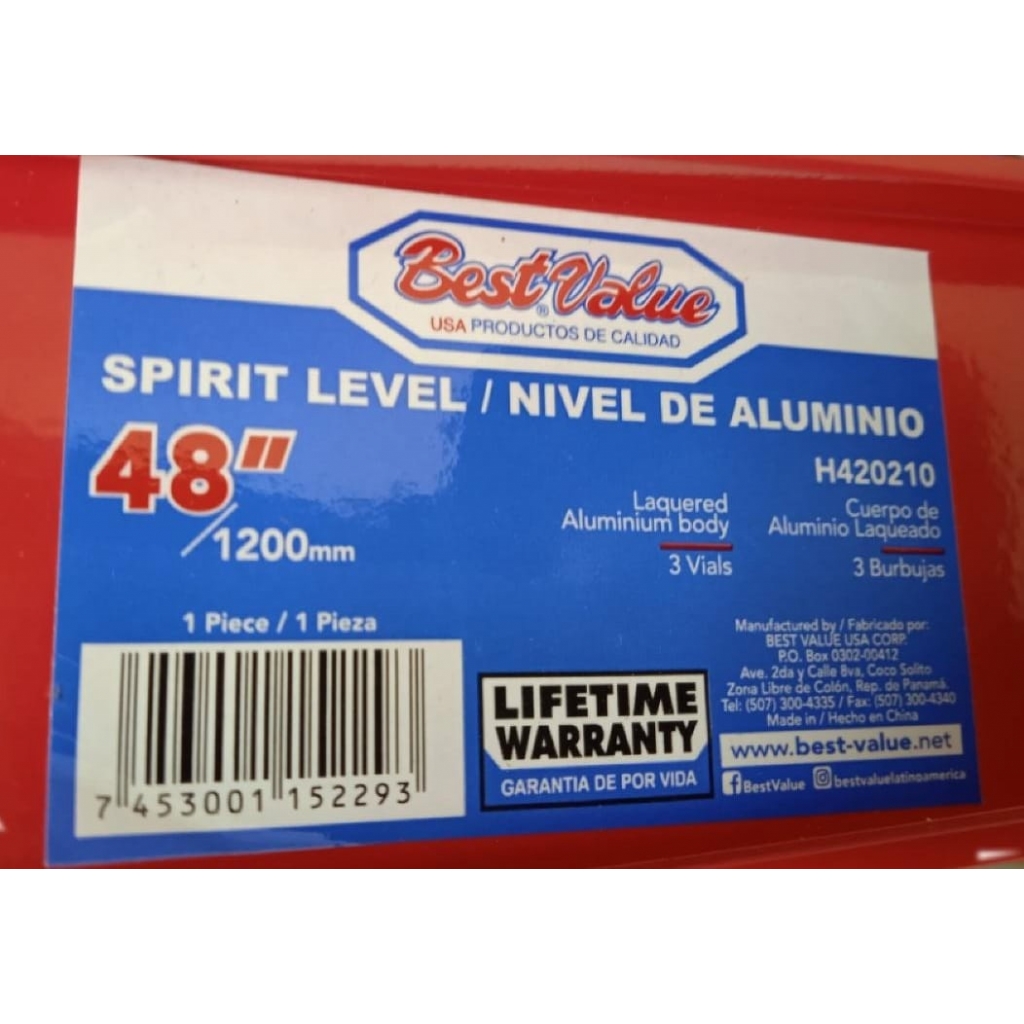 Best Value®
USA PRODUCTOS DE CALIDAD
SPIRIT LEVEL / NIVEL DE ALUMINIO
48"
/1200mm
H420210
Laquered
Aluminium body
3 Vials
Cuerpo de
Aluminio Laqueado
3 Burbujas
1 Piece / 1 Pieza
7 453001 152293
LIFETIME
WARRANTY
GARANTIA DE POR VIDA
Manufactured by / Fabricado por:
BEST VALUE USA CORP.
P.O. Box 0302-00412
Ave. 2da y Calle 8va, Coco Solito
Zona Libre de Colón, Rep. de Panamá.
Tel: (507) 300-4335 / Fax: (507) 300-4340
Made in / Hecho en China
www.best-value.net
BestValue bestvaluelatinoamerica